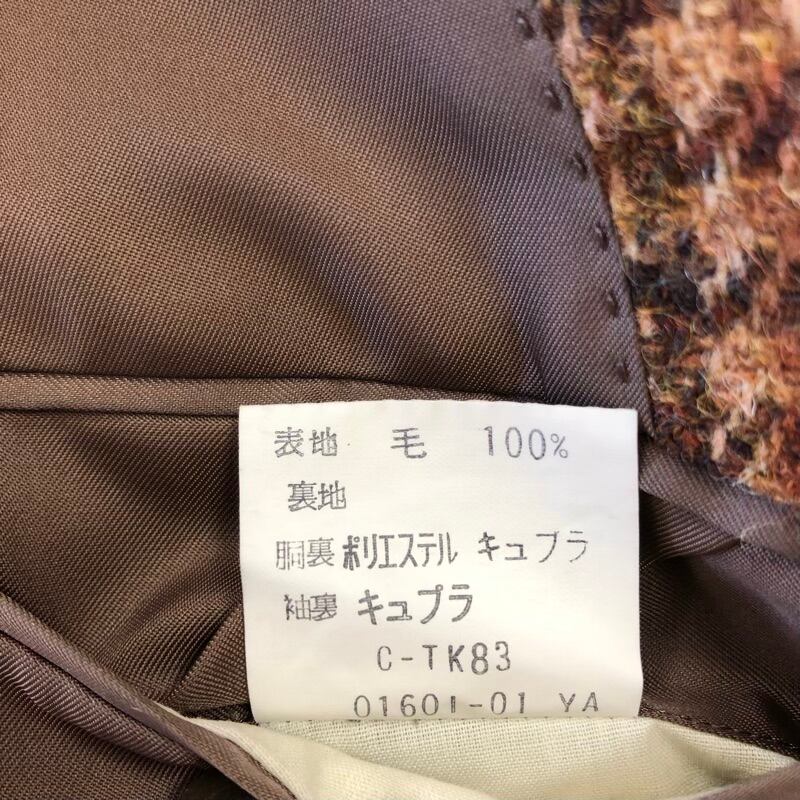 表地 毛 100%
裏地
胴裏 ポリエステル キュプラ
袖裏 キュプラ
C-TK83
01601-01 YA